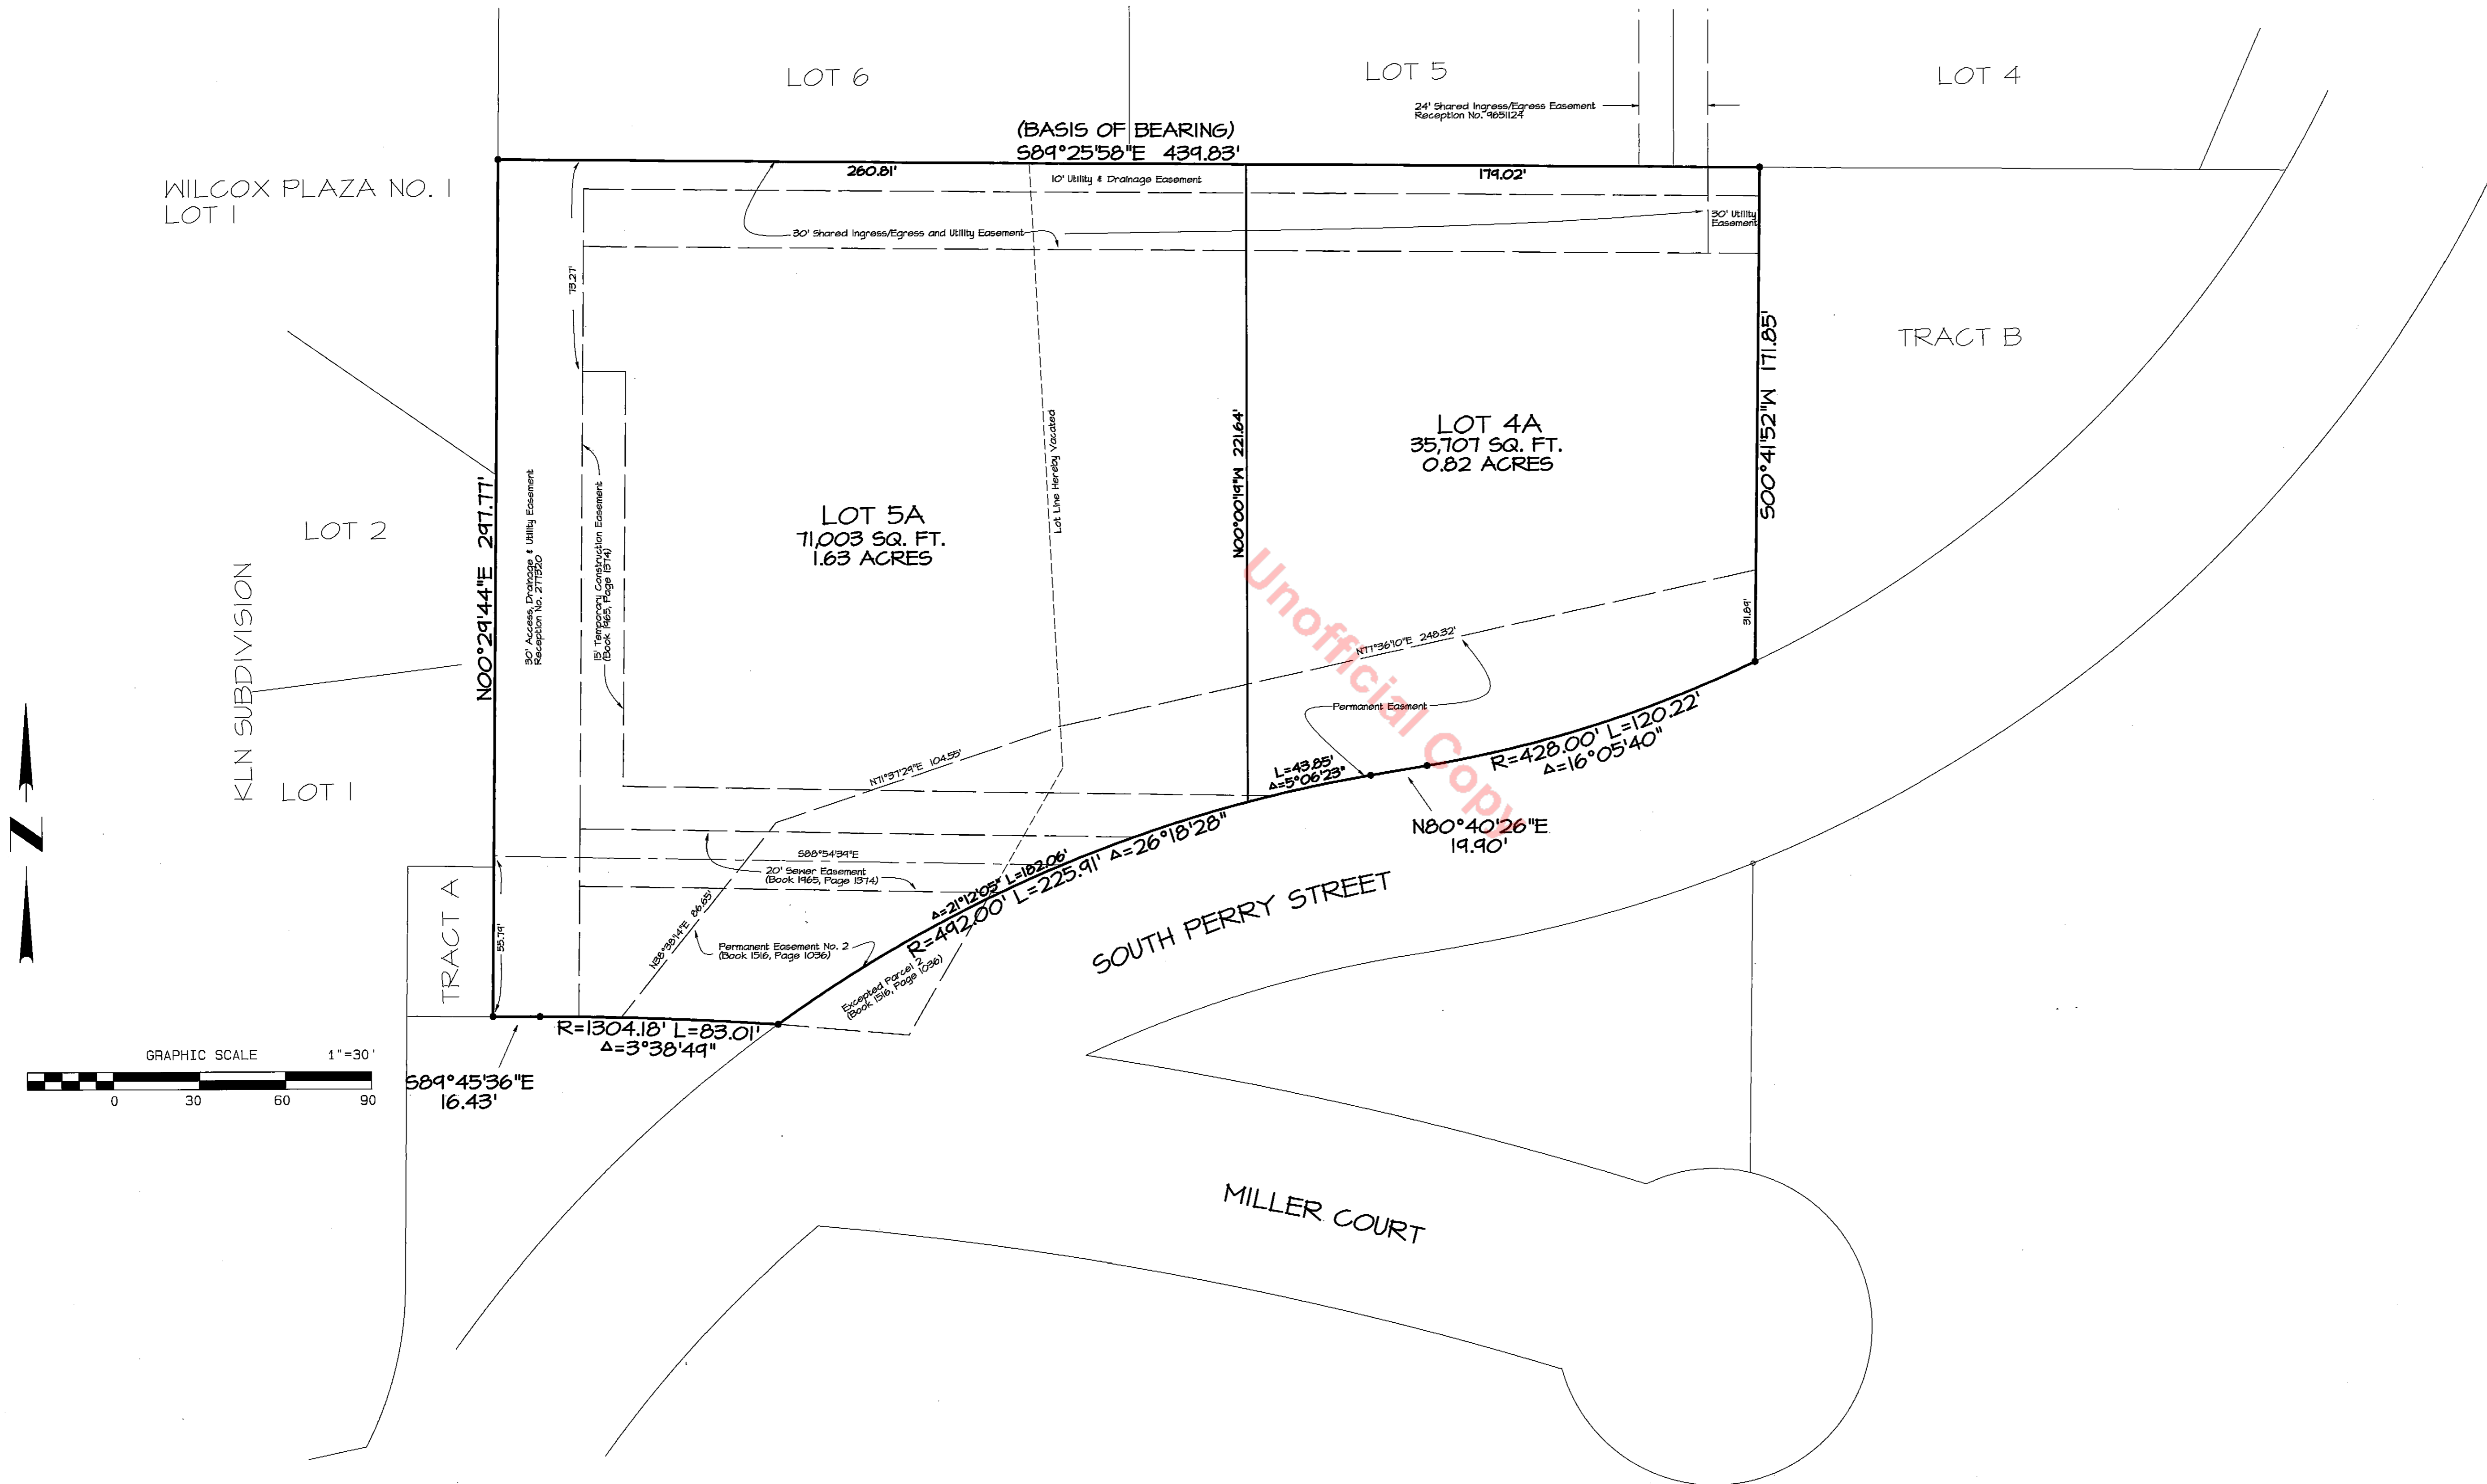 LOT 6
LOT 5
LOT 4
24' Shared Ingress/Egress Easement
Reception No. 9651124
(BASIS OF BEARING)
S89°25'58"E 439.83'
260.81'
179.02'
10' Utility & Drainage Easement
WILCOX PLAZA NO. 1
LOT 1
30' Shared Ingress/Egress and Utility Easement
30' Utility
Easement
73.27'
TRACT B
S00°41'52"W 171.85'
LOT 4A
35,707 SQ. FT.
0.82 ACRES
N00°00'19"W 221.64'
Lot Line Hereby Vacated
LOT 5A
71,003 SQ. FT.
1.63 ACRES
30' Access, Drainage & Utility Easement
Reception No. 277320
15' Temporary Construction Easement
(Book 1965, Page 1374)
N00°29'44"E 297.77'
LOT 2
KLN SUBDIVISION
LOT 1
Unofficial Copy
31.89'
N77°36'10"E 248.32'
Permanent Easment
N71°37'29"E 104.55'
R=428.00' L=120.22'
Δ=16°05'40"
L=43.85'
Δ=5°06'23"
N80°40'26"E
19.90'
N
S88°54'39"E
20' Sewer Easement
(Book 1965, Page 1374)
Δ=21°12'05" L=182.06'
R=492.00' L=225.91' Δ=26°18'28"
N38°38'14"E 86.65'
Permanent Easement No. 2
(Book 1516, Page 1036)
Excepted Parcel 2
(Book 1516, Page 1036)
TRACT A
55.79'
SOUTH PERRY STREET
R=1304.18' L=83.01'
Δ=3°38'49"
S89°45'36"E
16.43'
GRAPHIC SCALE 1"=30'
0 30 60 90
MILLER COURT